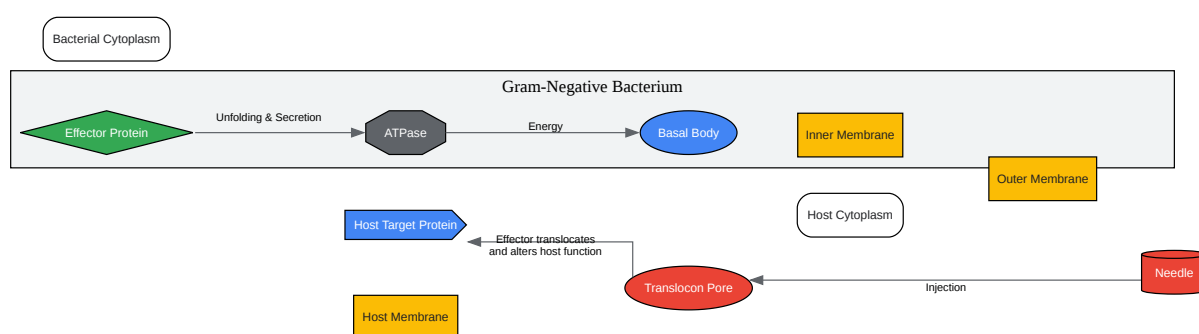 Bacterial Cytoplasm
Gram-Negative Bacterium
Effector Protein
Unfolding & Secretion
ATPase
Energy
Basal Body
Inner Membrane
Outer Membrane
Host Target Protein
Effector translocates
and alters host function
Host Cytoplasm
Translocon Pore
Injection
Needle
Host Membrane